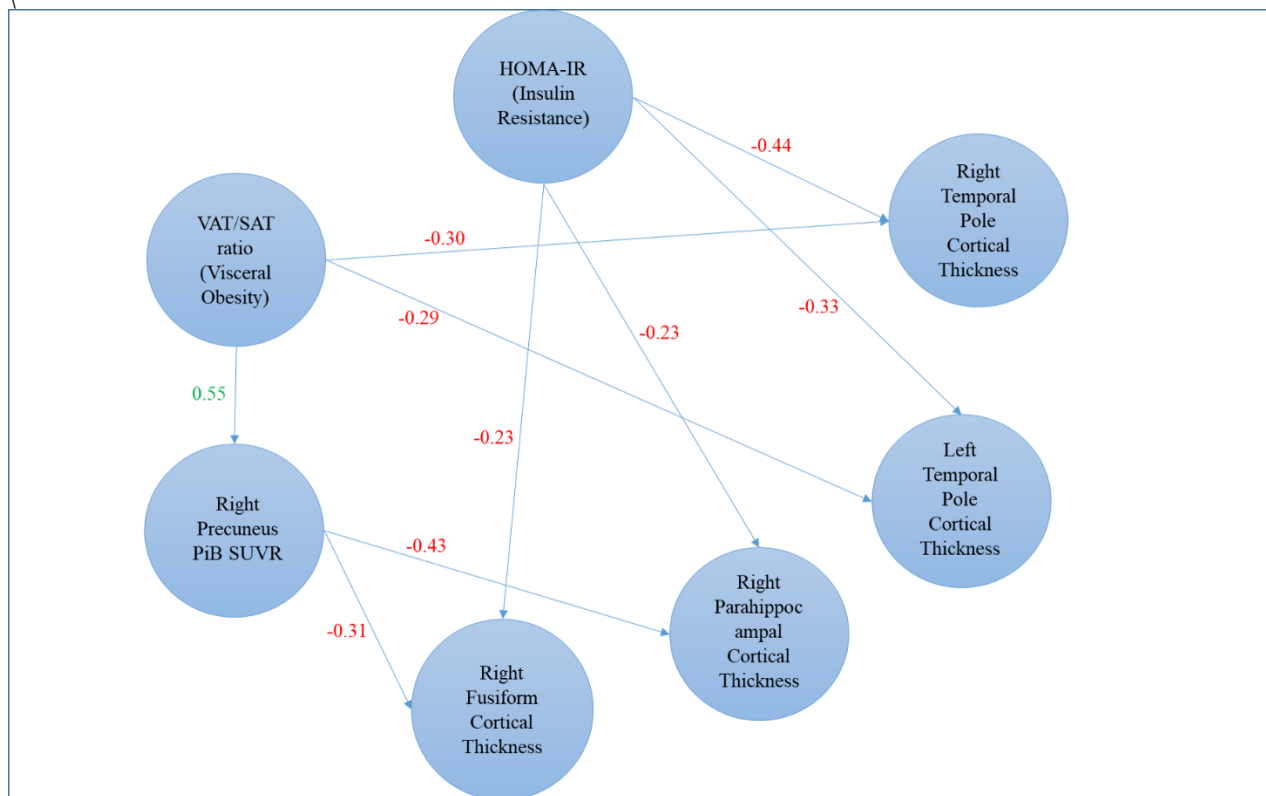 \
HOMA-IR
(Insulin
Resistance)
-0.44
Right
Temporal
Pole
Cortical
Thickness
VAT/SAT
ratio
(Visceral
Obesity)
-0.30
-0.29
-0.33
-0.23
0.55
-0.23
Left
Temporal
Pole
Cortical
Thickness
Right
Precuneus
PiB SUVR
-0.43
-0.31
Right
Parahippoc
ampal
Cortical
Thickness
Right
Fusiform
Cortical
Thickness